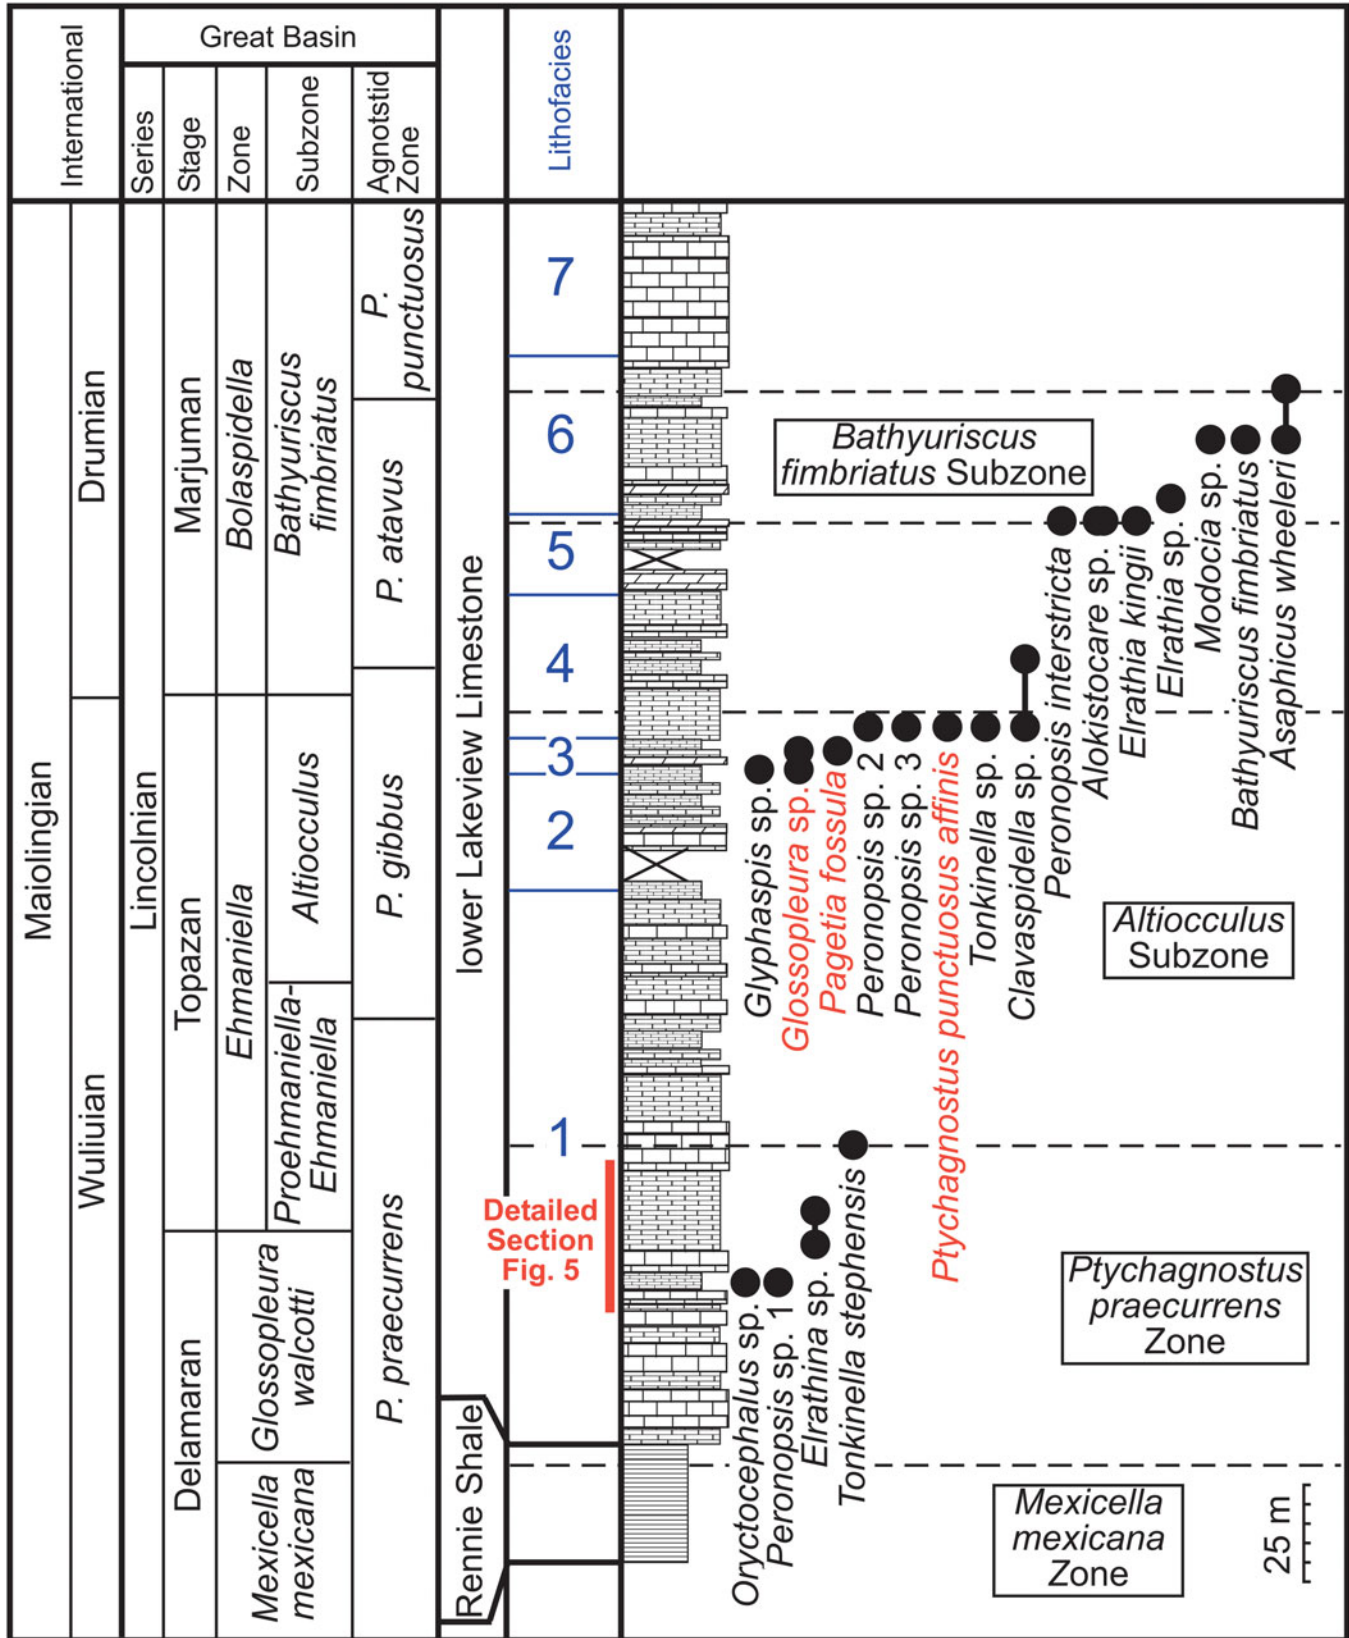 International
Great Basin
Series
Stage
Zone
Subzone
Agnotstid
Zone
Lithofacies
Maiolingian
Drumian
Wuliuian
Lincolnian
Marjuman
Topazan
Delamaran
Bolaspidella
Ehmaniella
Bathyuriscus
fimbriatus
Altiocculus
Proehmaniella-
Ehmaniella
Glossopleura
walcotti
Mexicella
mexicana
P.
punctuosus
P. atavus
P. gibbus
P. praecurrens
lower Lakeview Limestone
Rennie Shale
7
6
5
4
3
2
1
Detailed
Section
Fig. 5
Bathyuriscus
fimbriatus Subzone
Altiocculus
Subzone
Ptychagnostus
praecurrens
Zone
Mexicella
mexicana
Zone
Oryctocephalus sp.
Peronopsis sp. 1
Elrathina sp.
Tonkinella stephensis
Glyphaspis sp.
Glossopleura sp.
Pagetia fossula
Peronopsis sp. 2
Peronopsis sp. 3
Ptychagnostus punctuosus affinis
Tonkinella sp.
Clavaspidella sp.
Peronopsis interstricta
Alokistocare sp.
Elrathia kingii
Elrathia sp.
Modocia sp.
Bathyuriscus fimbriatus
Asaphicus wheeleri
25 m